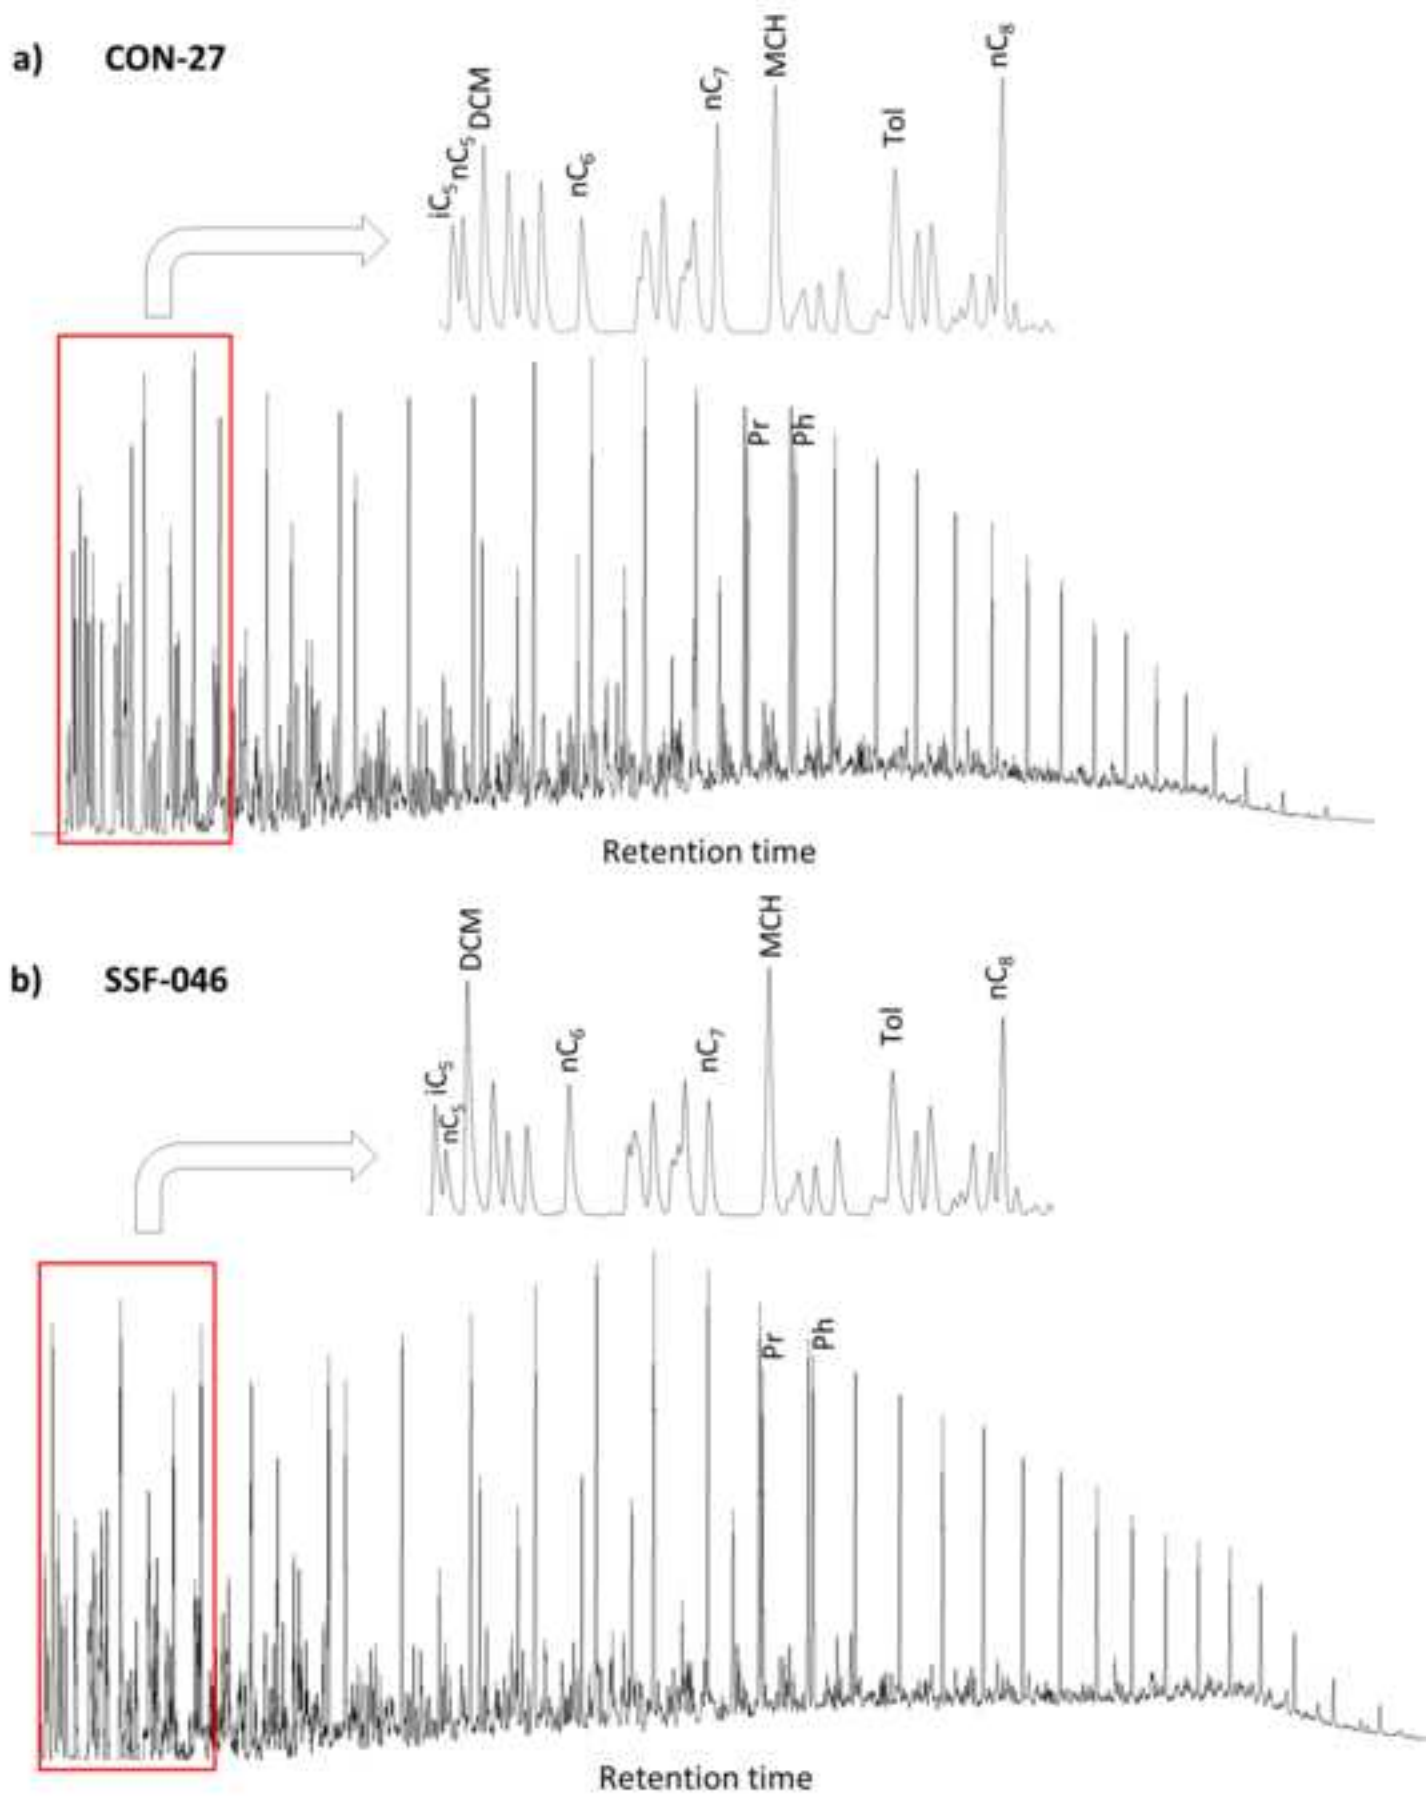 a) CON-27
iC₅
nC₅
DCM
nC₆
nC₇
MCH
Tol
nC₈
Pr
Ph
Retention time
b) SSF-046
iC₅
nC₅
DCM
nC₆
nC₇
MCH
Tol
nC₈
Pr
Ph
Retention time